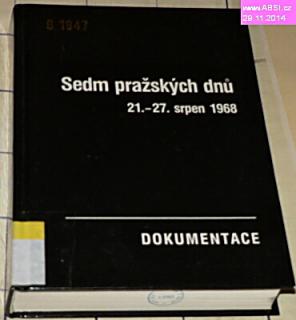 www.ABSI.cz
29.11.2014
S 1947
Sedm pražských dnů
21.–27. srpen 1968
DOKUMENTACE